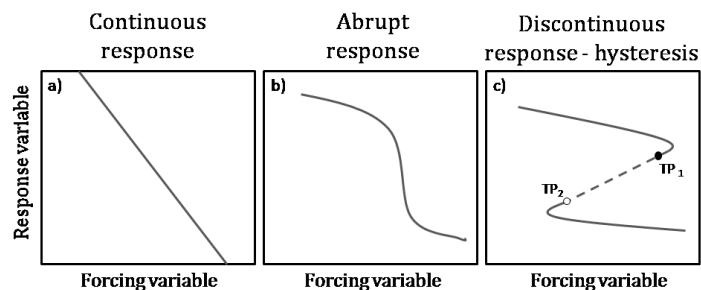 Continuous
response
Abrupt
response
Discontinuous
response - hysteresis
Response variable
a)
b)
c)
TP1
TP2
Forcing variable
Forcing variable
Forcing variable